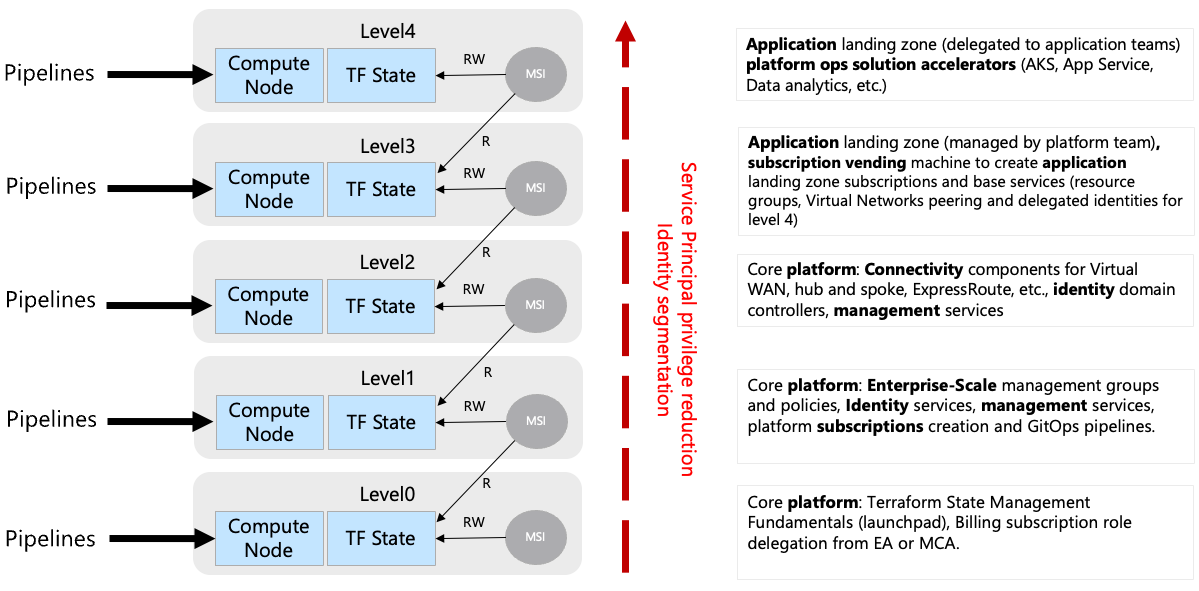 Level4
Pipelines
Compute
Node
TF State
RW
MSI
R
Level3
Pipelines
Compute
Node
TF State
RW
MSI
R
Level2
Pipelines
Compute
Node
TF State
RW
MSI
R
Level1
Pipelines
Compute
Node
TF State
RW
MSI
R
Level0
Pipelines
Compute
Node
TF State
RW
MSI
Service Principal privilege reduction
Identity segmentation
Application landing zone (delegated to application teams)
platform ops solution accelerators (AKS, App Service,
Data analytics, etc.)
Application landing zone (managed by platform team),
subscription vending machine to create application
landing zone subscriptions and base services (resource
groups, Virtual Networks peering and delegated identities for
level 4)
Core platform: Connectivity components for Virtual
WAN, hub and spoke, ExpressRoute, etc., identity domain
controllers, management services
Core platform: Enterprise-Scale management groups
and policies, Identity services, management services,
platform subscriptions creation and GitOps pipelines.
Core platform: Terraform State Management
Fundamentals (launchpad), Billing subscription role
delegation from EA or MCA.